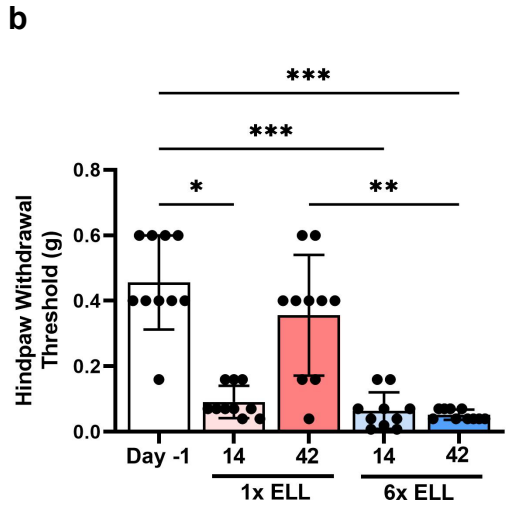 b
***
***
* **
Hindpaw Withdrawal
Threshold (g)
0.8
0.6
0.4
0.2
0.0
Day -1 14 42 14 42
1x ELL 6x ELL